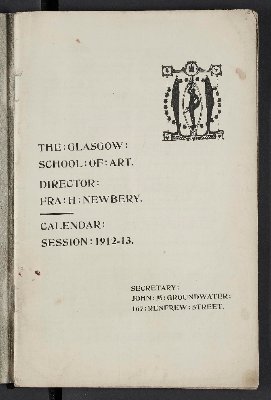 THE:GLASGOW:
SCHOOL:OF:ART.
DIRECTOR:
FRA:H:NEWBERY.
CALENDAR:
SESSION:1912-13.
SECRETARY:
JOHN:M:GROUNDWATER:
167:RENFREW:STREET.